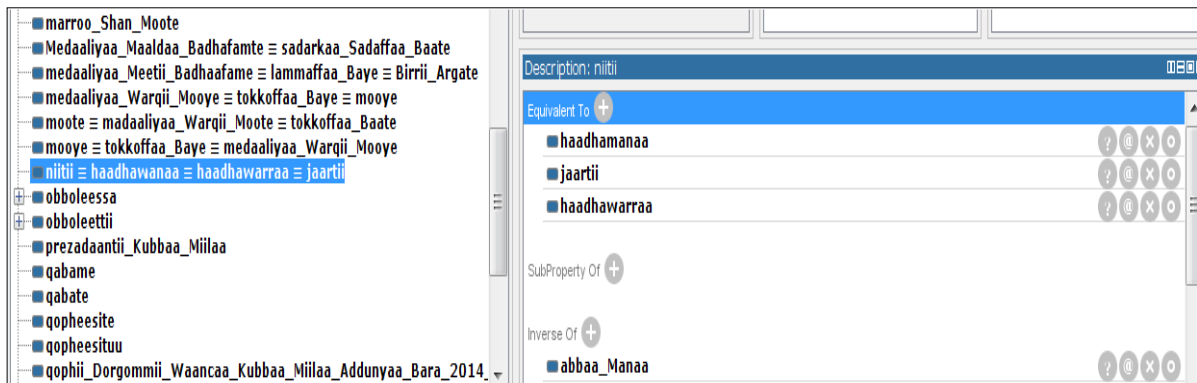 marroo_Shan_Moote
Medaaliyaa_Maaldaa_Badhafamte ≡ sadarkaa_Sadaffaa_Baate
medaaliyaa_Meetii_Badhaafame ≡ lammaffaa_Baye ≡ Birrii_Argate
medaaliyaa_Warqii_Mooye ≡ tokkoffaa_Baye ≡ mooye
moote ≡ madaaliyaa_Warqii_Moote ≡ tokkoffaa_Baate
mooye ≡ tokkoffaa_Baye ≡ medaaliyaa_Warqii_Mooye
niitii ≡ haadhawanaa ≡ haadhawarraa ≡ jaartii
obboleessa
obboleettii
prezadaantii_Kubbaa_Miilaa
qabame
qabate
qopheesite
qopheesituu
qophii_Dorgommii_Waancaa_Kubbaa_Miilaa_Addunyaa_Bara_2014_
Description: niitii
Equivalent To
haadhamanaa
jaartii
haadhawarraa
SubProperty Of
Inverse Of
abbaa_Manaa